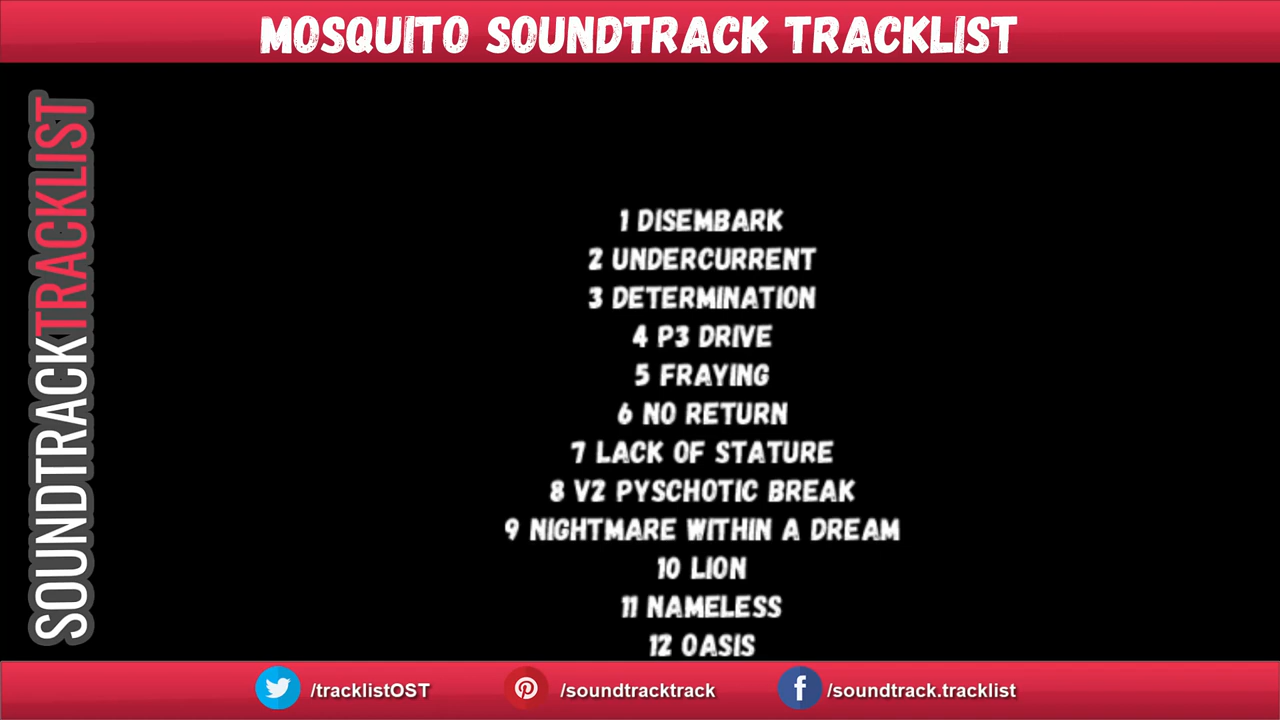 MOSQUITO SOUNDTRACK TRACKLIST
SOUNDTRACKTRACKLIST
1 DISEMBARK
2 UNDERCURRENT
3 DETERMINATION
4 P3 DRIVE
5 FRAYING
6 NO RETURN
7 LACK OF STATURE
8 V2 PYSCHOTIC BREAK
9 NIGHTMARE WITHIN A DREAM
10 LION
11 NAMELESS
12 OASIS
/tracklistOST /soundtracktrack /soundtrack.tracklist